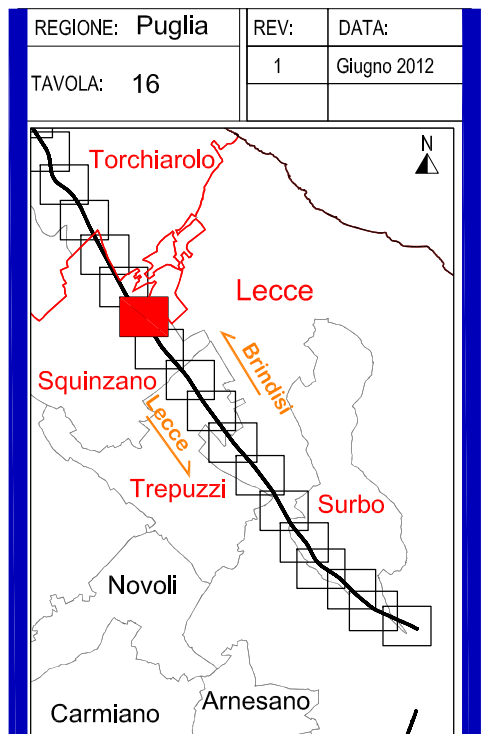 REGIONE: Puglia
REV:
DATA:
TAVOLA: 16
1
Giugno 2012
N
Torchiarolo
Lecce
Brindisi
Squinzano
Lecce
Trepuzzi
Surbo
Novoli
Arnesano
Carmiano